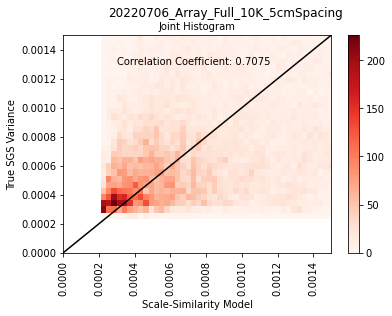 20220706_Array_Full_10K_5cmSpacing
Joint Histogram
Correlation Coefficient: 0.7075
True SGS Variance
0.0014
0.0012
0.0010
0.0008
0.0006
0.0004
0.0002
0.0000
0.0000 0.0002 0.0004 0.0006 0.0008 0.0010 0.0012 0.0014
Scale-Similarity Model
200
150
100
50
0